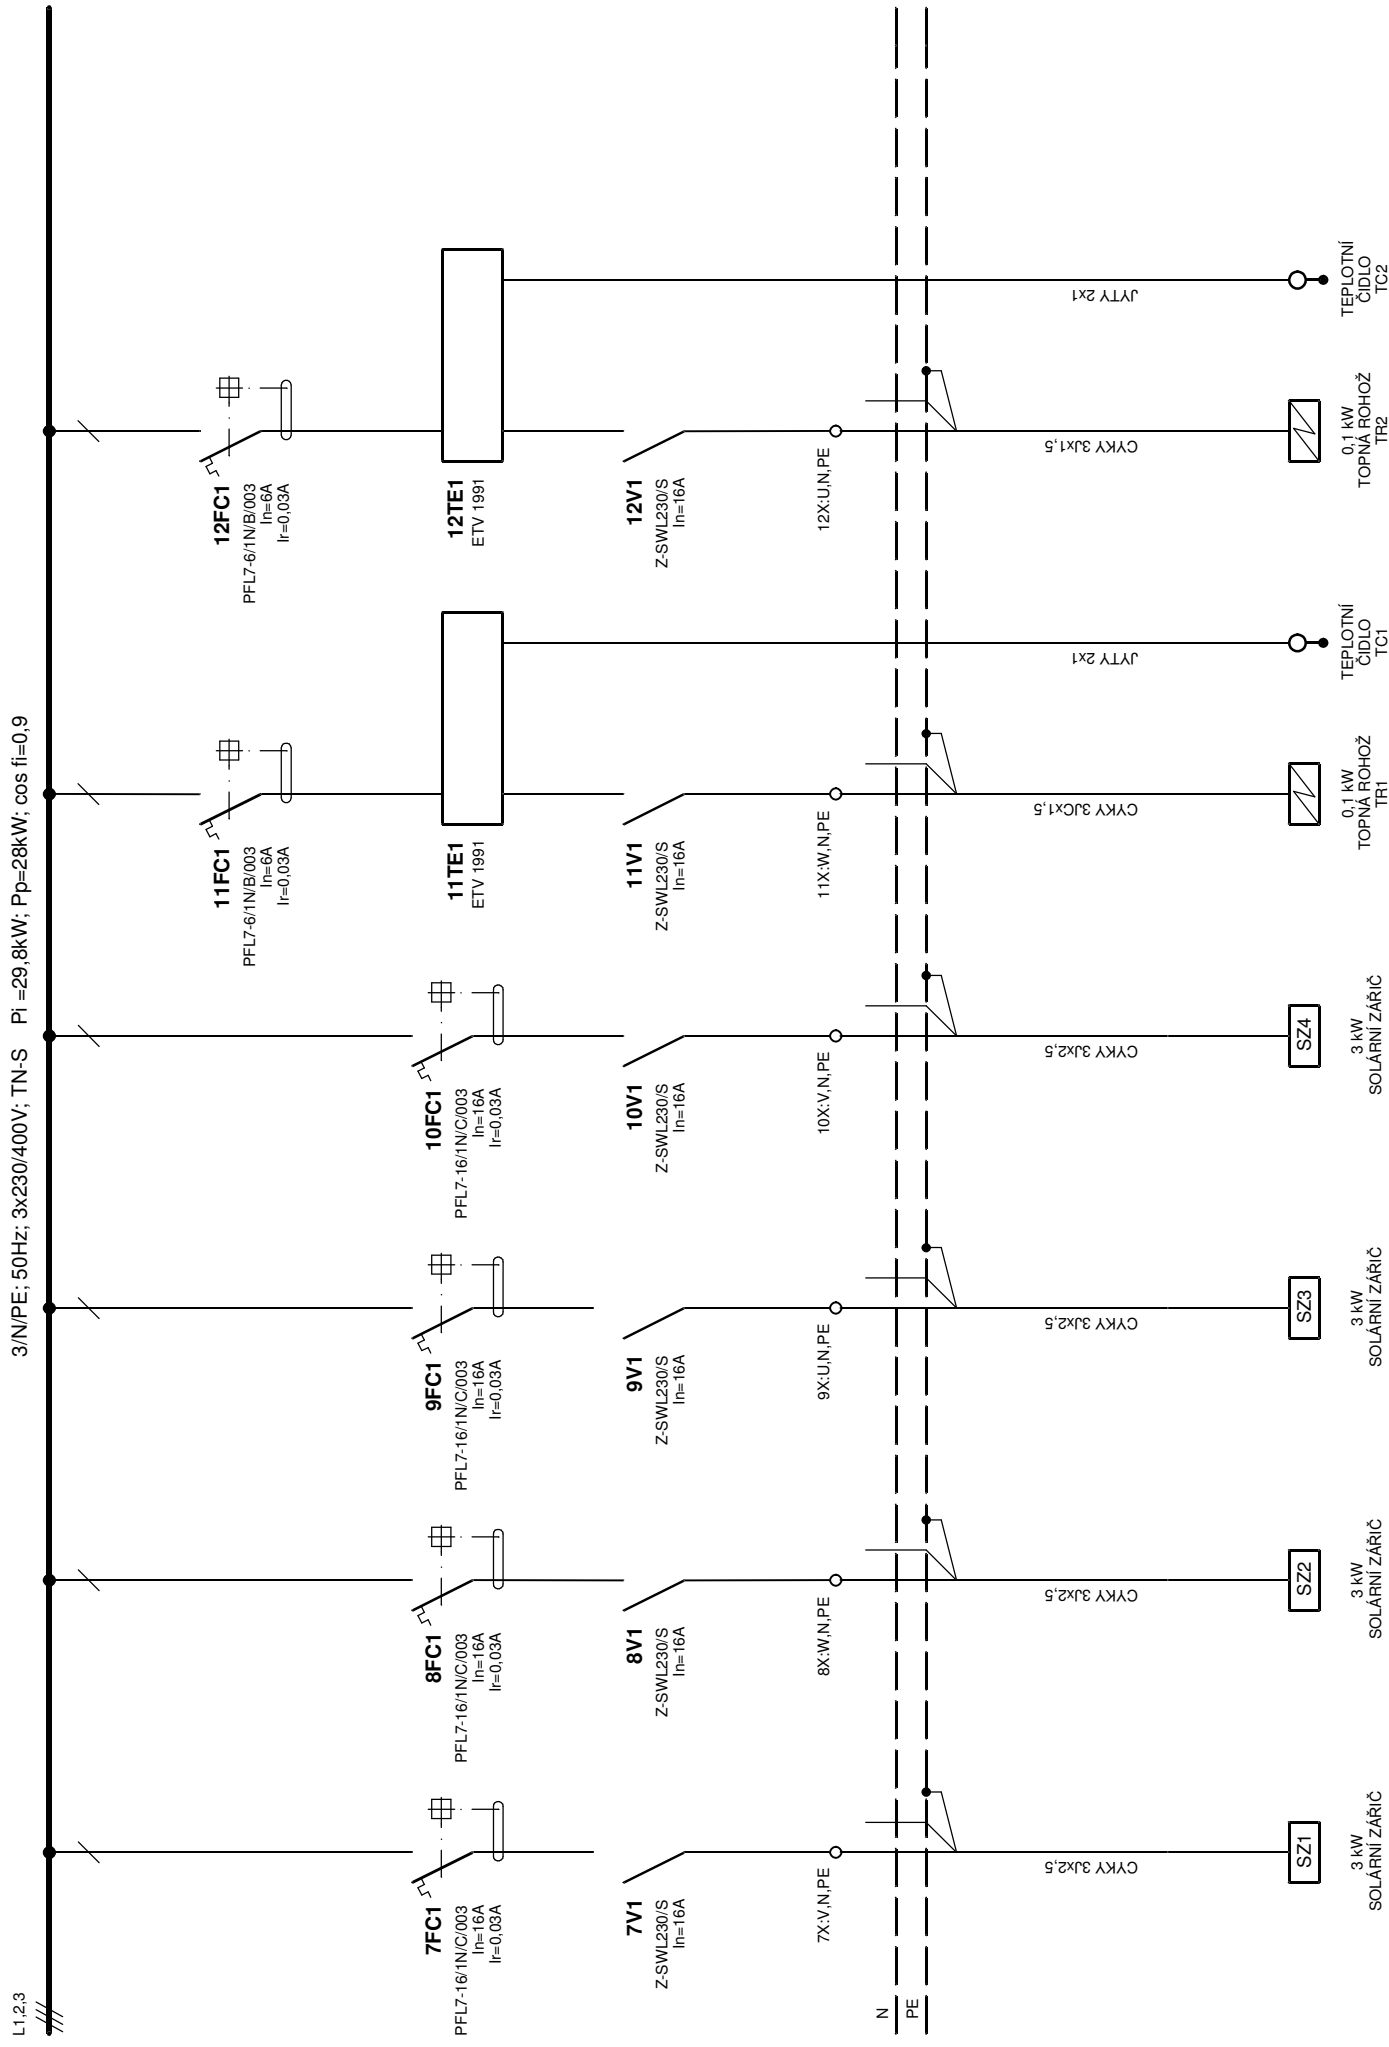 3/N/PE; 50Hz; 3x230/400V; TN-S Pi =29,8kW; Pp=28kW; cos fi=0,9
L1,2,3
N
PE
7FC1
PFL7-16/1N/C/003
In=16A
Ir=0,03A
7V1
Z-SWL230/S
In=16A
7X:V,N,PE
CYKY 3Jx2,5
SZ1
3 kW
SOLÁRNÍ ZÁŘIČ
8FC1
PFL7-16/1N/C/003
In=16A
Ir=0,03A
8V1
Z-SWL230/S
In=16A
8X:W,N,PE
CYKY 3Jx2,5
SZ2
3 kW
SOLÁRNÍ ZÁŘIČ
9FC1
PFL7-16/1N/C/003
In=16A
Ir=0,03A
9V1
Z-SWL230/S
In=16A
9X:U,N,PE
CYKY 3Jx2,5
SZ3
3 kW
SOLÁRNÍ ZÁŘIČ
10FC1
PFL7-16/1N/C/003
In=16A
Ir=0,03A
10V1
Z-SWL230/S
In=16A
10X:V,N,PE
CYKY 3Jx2,5
SZ4
3 kW
SOLÁRNÍ ZÁŘIČ
11FC1
PFL7-6/1N/B/003
In=6A
Ir=0,03A
11TE1
ETV 1991
11V1
Z-SWL230/S
In=16A
11X:W,N,PE
CYKY 3JCx1,5
0,1 kW
TOPNÁ ROHOŽ
TR1
JYTY 2x1
TEPLOTNÍ
ČIDLO
TC1
12FC1
PFL7-6/1N/B/003
In=6A
Ir=0,03A
12TE1
ETV 1991
12V1
Z-SWL230/S
In=16A
12X:U,N,PE
CYKY 3Jx1,5
0,1 kW
TOPNÁ ROHOŽ
TR2
JYTY 2x1
TEPLOTNÍ
ČIDLO
TC2